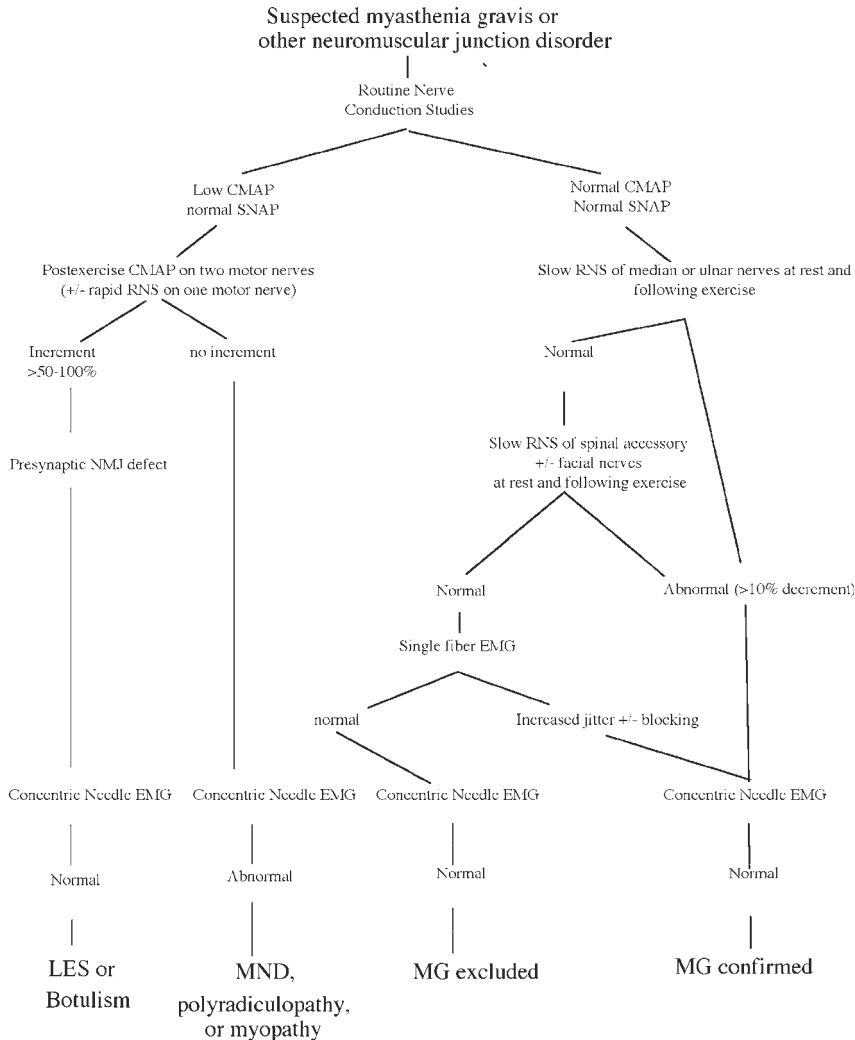 Suspected myasthenia gravis or
other neuromuscular junction disorder
Routine Nerve
Conduction Studies
Low CMAP
normal SNAP
Normal CMAP
Normal SNAP
Postexercise CMAP on two motor nerves
(+/- rapid RNS on one motor nerve)
Slow RNS of median or ulnar nerves at rest and
following exercise
Increment
>50-100%
no increment
Normal
Presynaptic NMJ defect
Slow RNS of spinal accessory
+/- facial nerves
at rest and following exercise
Normal
Abnormal (>10% decrement)
Single fiber EMG
normal
Increased jitter +/- blocking
Concentric Needle EMG
Concentric Needle EMG
Concentric Needle EMG
Concentric Needle EMG
Normal
Abnormal
Normal
Normal
LES or
Botulism
MND,
polyradiculopathy,
or myopathy
MG excluded
MG confirmed